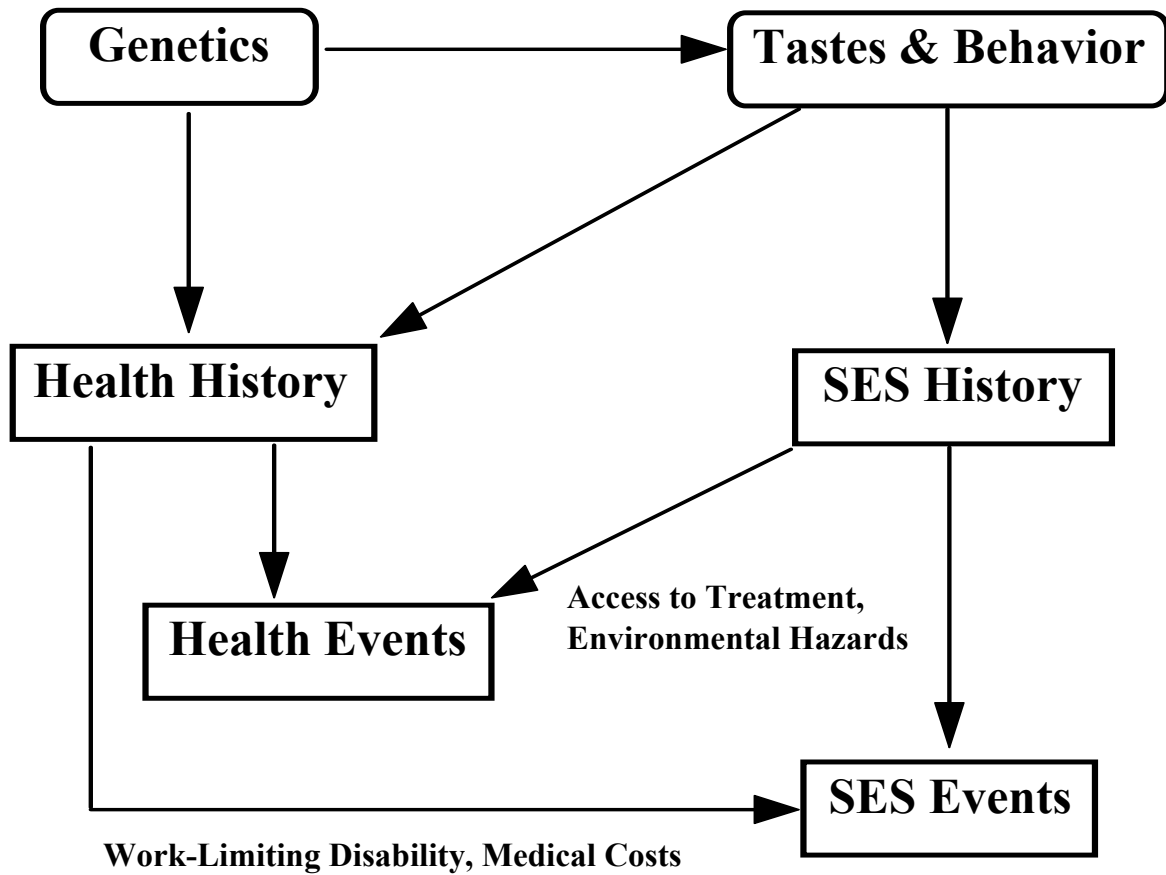 Genetics
Tastes & Behavior
Health History
SES History
Access to Treatment,
Environmental Hazards
Health Events
SES Events
Work-Limiting Disability, Medical Costs